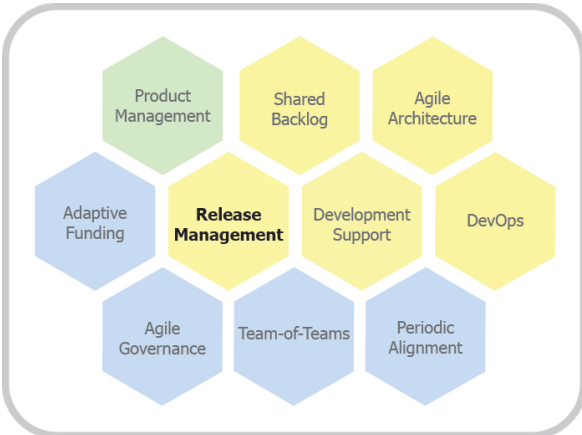 Product
Management
Shared
Backlog
Agile
Architecture
Adaptive
Funding
Release
Management
Development
Support
DevOps
Agile
Governance
Team-of-Teams
Periodic
Alignment